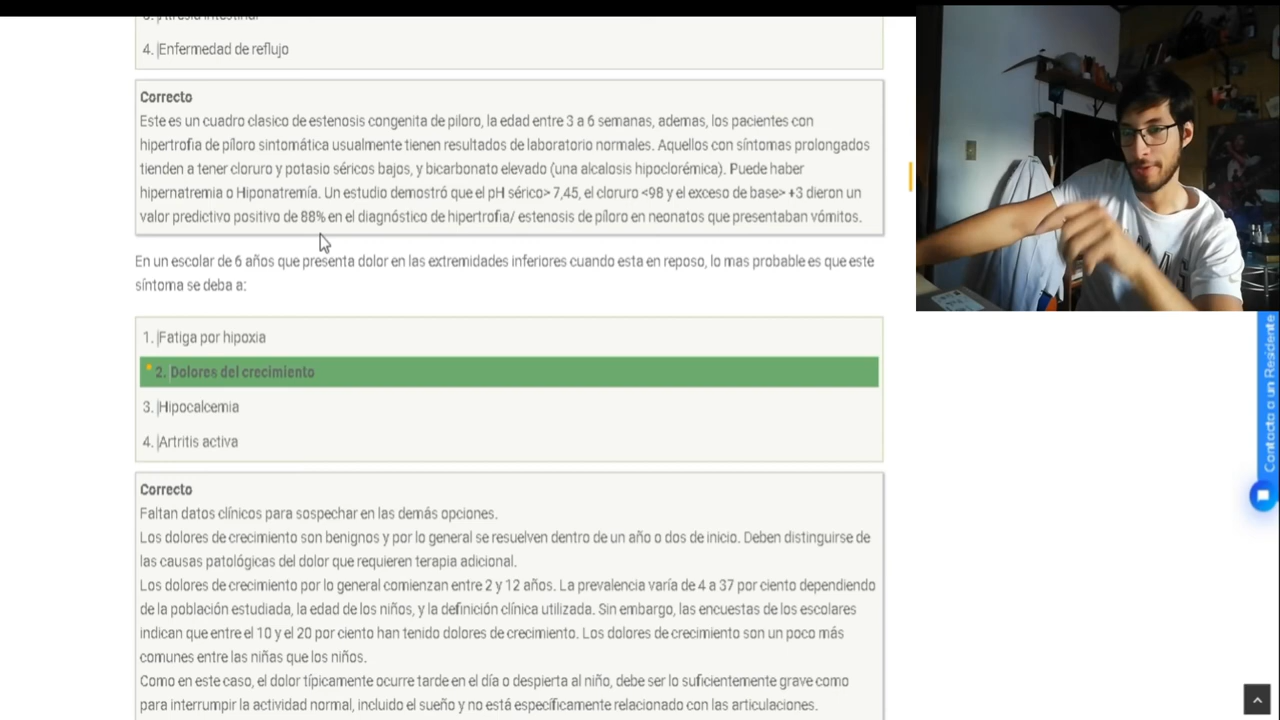 4. Enfermedad de reflujo
Correcto
Este es un cuadro clasico de estenosis congenita de piloro, la edad entre 3 a 6 semanas, ademas, los pacientes con
hipertrofia de píloro sintomática usualmente tienen resultados de laboratorio normales. Aquellos con síntomas prolongados
tienden a tener cloruro y potasio séricos bajos, y bicarbonato elevado (una alcalosis hipoclorémica). Puede haber
hipernatremia o Hiponatremía. Un estudio demostró que el pH sérico> 7,45, el cloruro <98 y el exceso de base> +3 dieron un
valor predictivo positivo de 88% en el diagnóstico de hipertrofia/ estenosis de píloro en neonatos que presentaban vómitos.
En un escolar de 6 años que presenta dolor en las extremidades inferiores cuando esta en reposo, lo mas probable es que este
síntoma se deba a:
1. Fatiga por hipoxia
2. Dolores del crecimiento
3. Hipocalcemia
4. Artritis activa
Correcto
Faltan datos clínicos para sospechar en las demás opciones.
Los dolores de crecimiento son benignos y por lo general se resuelven dentro de un año o dos de inicio. Deben distinguirse de
las causas patológicas del dolor que requieren terapia adicional.
Los dolores de crecimiento por lo general comienzan entre 2 y 12 años. La prevalencia varía de 4 a 37 por ciento dependiendo
de la población estudiada, la edad de los niños, y la definición clínica utilizada. Sin embargo, las encuestas de los escolares
indican que entre el 10 y el 20 por ciento han tenido dolores de crecimiento. Los dolores de crecimiento son un poco más
comunes entre las niñas que los niños.
Como en este caso, el dolor típicamente ocurre tarde en el día o despierta al niño, debe ser lo suficientemente grave como
para interrumpir la actividad normal, incluido el sueño y no está específicamente relacionado con las articulaciones.
Contacta a un Residente